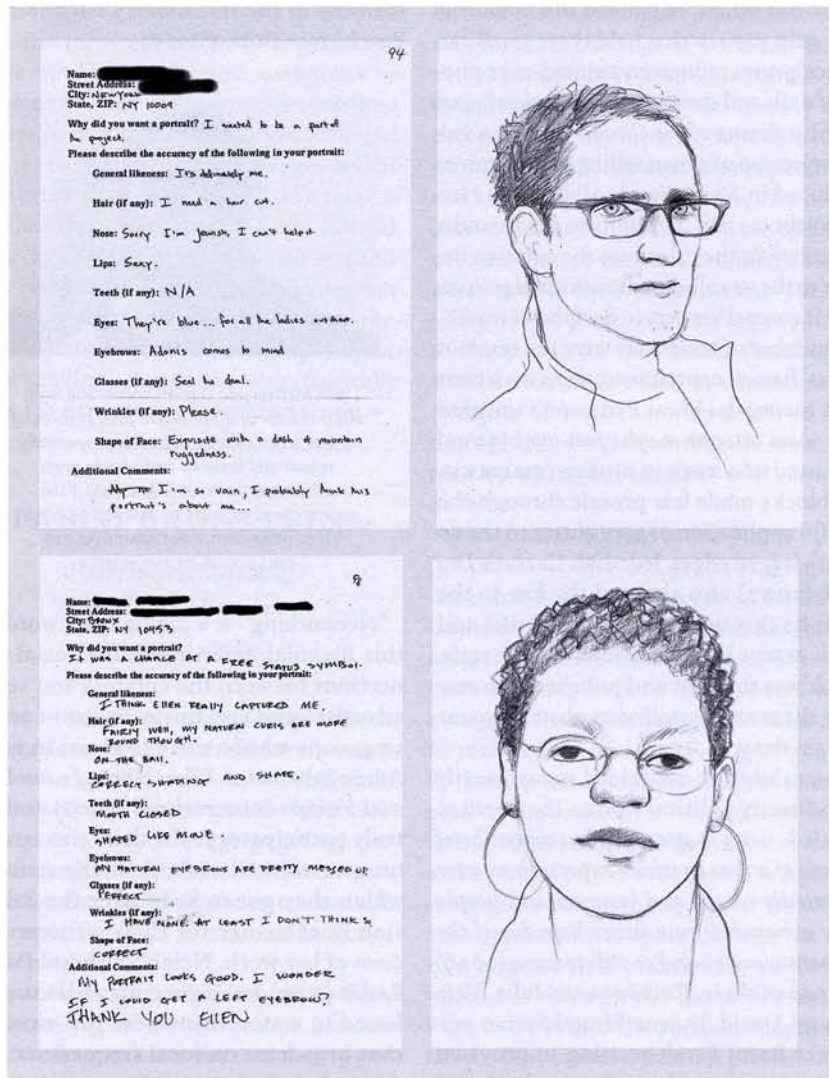 94
Name:
Street Address:
City: New York
State, ZIP: NY 10009
Why did you want a portrait? I wanted to be a part of
the project.
Please describe the accuracy of the following in your portrait:
General likeness: It's definately me.
Hair (if any): I need a hair cut.
Nose: Sorry I'm Jewish I can't help it
Lips: Sexy.
Teeth (if any): N/A
Eyes: They're blue... for all the ladies
Eyebrows: Adonis comes to mind
Glasses (if any): Seal the deal.
Wrinkles (if any): Please.
Shape of Face: Exquisite with a dash of mountain
ruggedness.
Additional Comments:
I'm so vain, I probably think this
portrait's about me...
Name:
Street Address:
City: BRONX
State, ZIP: NY
Why did you want a portrait?
IT WAS A CHANCE AT A FREE STATUS SYMBOL.
Please describe the accuracy of the following in your portrait:
General likeness:
I THINK ELLEN REALLY CAPTURED ME.
Hair (if any):
FAIRLY WELL, MY NATURAL CURLS ARE MORE
THOUGH.
Nose:
ON THE BALL.
Lips:
CORRECT SHADING AND SHAPE
Teeth (if any):
MOUTH CLOSED
Eyes:
SHAPED LIKE MINE.
Eyebrows:
MY NATURAL EYEBROWS ARE PRETTY
Glasses (if any):
PERFECT
Wrinkles (if any):
I HAVE NONE, AT LEAST I DON'T THINK SO
Shape of Face:
CORRECT
Additional Comments:
MY PORTRAIT LOOKS GOOD. I WONDER
IF I COULD GET A LEFT EYEBROW?
THANK YOU ELLEN